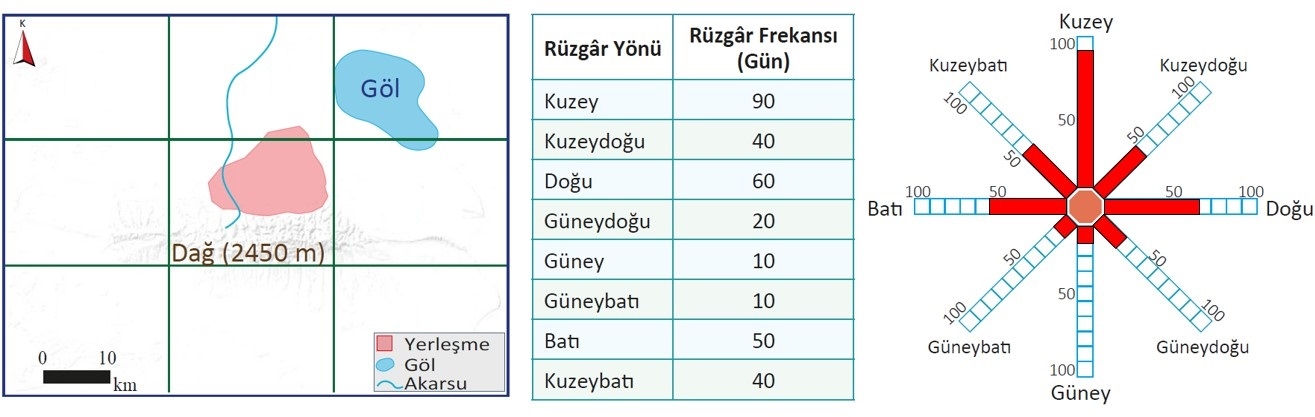 K
Göl
Dağ (2450 m)
0 10
km
Yerleşme
Göl
Akarsu
Rüzgâr Yönü Rüzgâr Frekansı
(Gün)
Kuzey 90
Kuzeydoğu 40
Doğu 60
Güneydoğu 20
Güney 10
Güneybatı 10
Batı 50
Kuzeybatı 40
Kuzey
100
50
Kuzeybatı
100
50
Kuzeydoğu
100
50
Batı
100 50
50 100
Doğu
50
100
Güneybatı
50
100
Güney
50
100
Güneydoğu